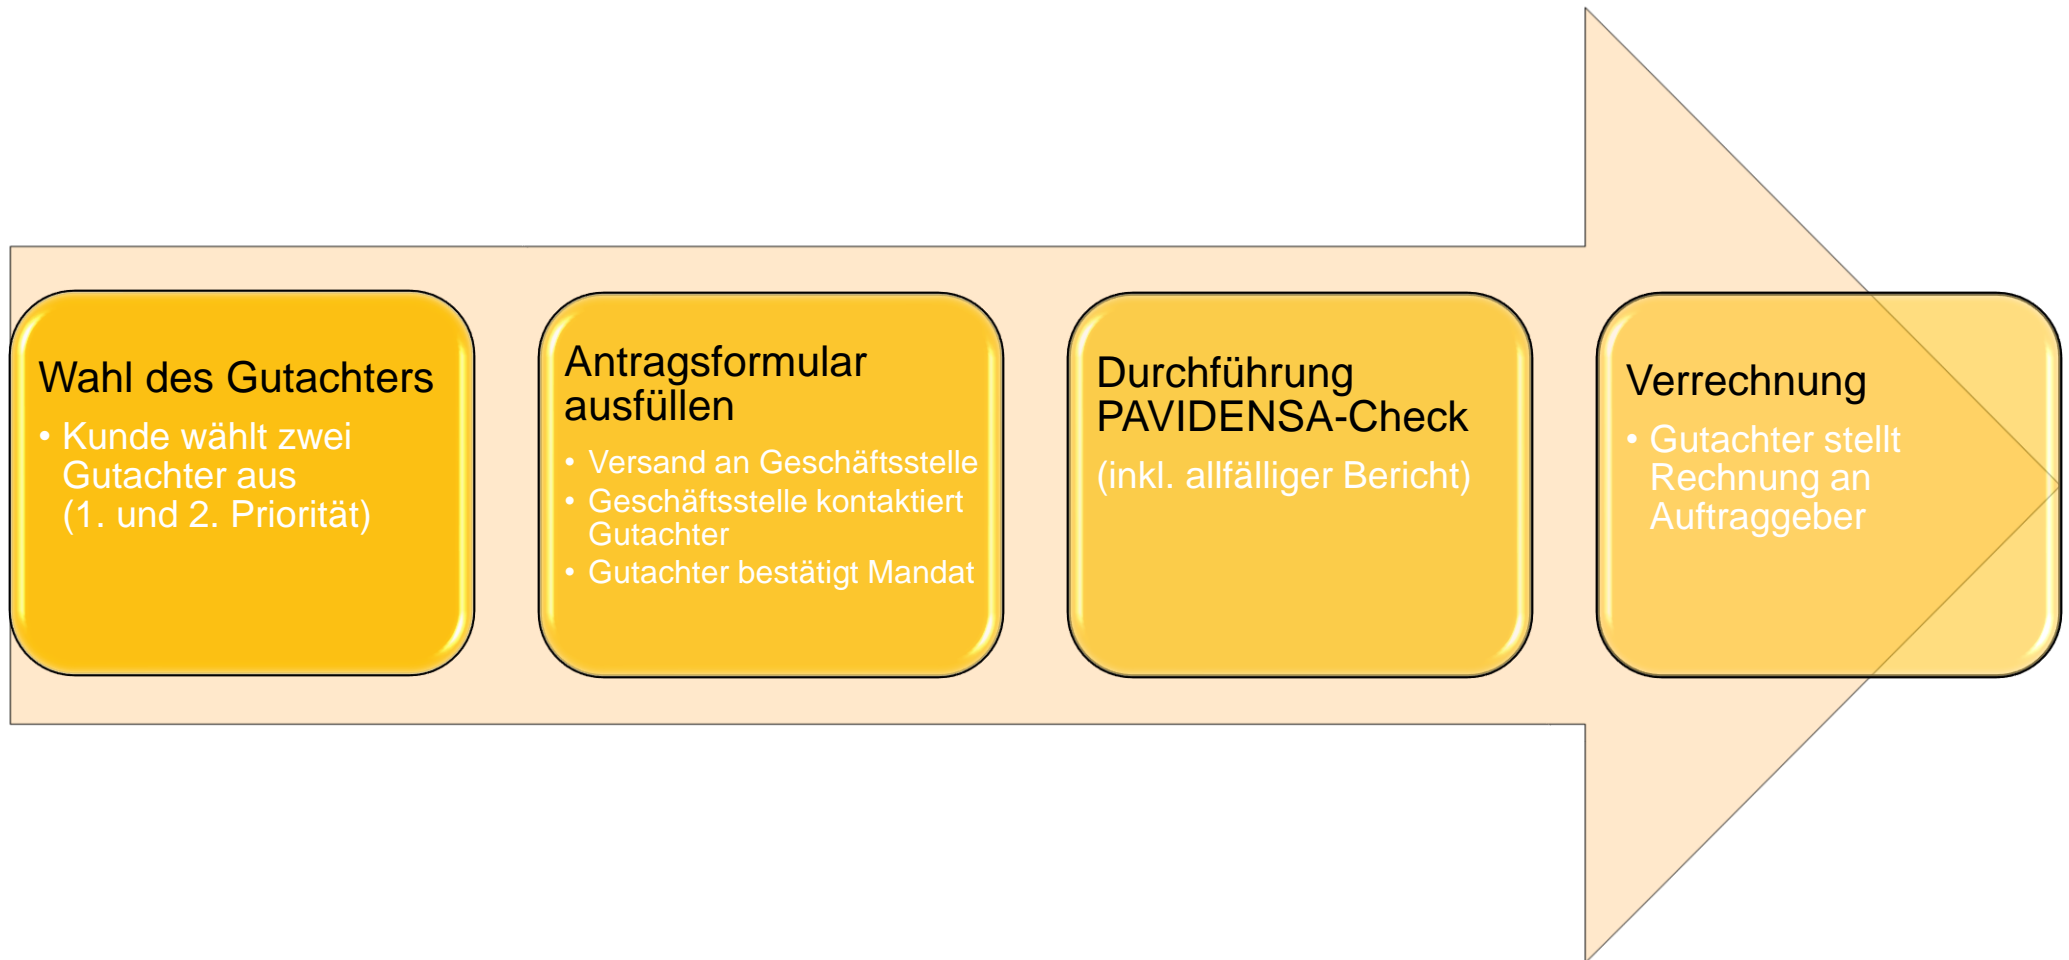 Wahl des Gutachters
• Kunde wählt zwei
Gutachter aus
(1. und 2. Priorität)
Antragsformular
ausfüllen
• Versand an Geschäftsstelle
• Geschäftsstelle kontaktiert
Gutachter
• Gutachter bestätigt Mandat
Durchführung
PAVIDENSA-Check
(inkl. allfälliger Bericht)
Verrechnung
• Gutachter stellt
Rechnung an
Auftraggeber